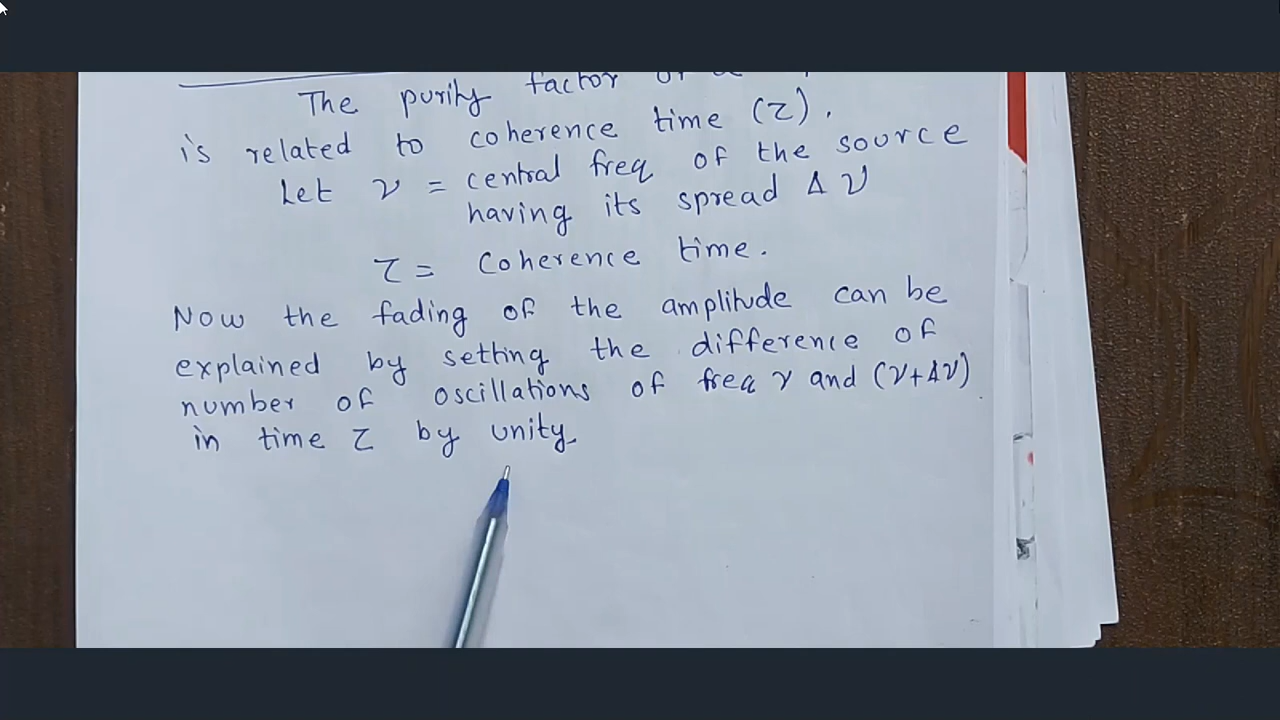 The purity factor
is related to coherence time (τ).
Let ν = central freq of the source
having its spread Δν
τ = coherence time.
Now the fading of the amplitude can be
explained by setting the difference of
number of oscillations of freq ν and (ν+Δν)
in time τ by unity.